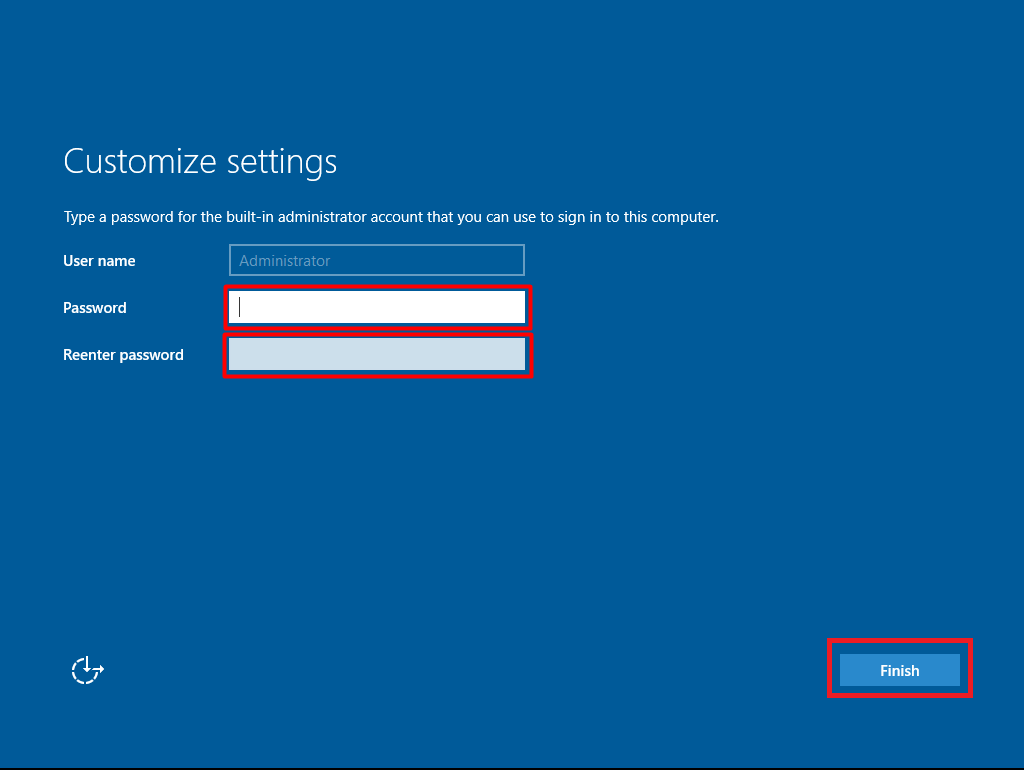 Customize settings
Type a password for the built-in administrator account that you can use to sign in to this computer.
User name
Administrator
Password
Reenter password
Finish